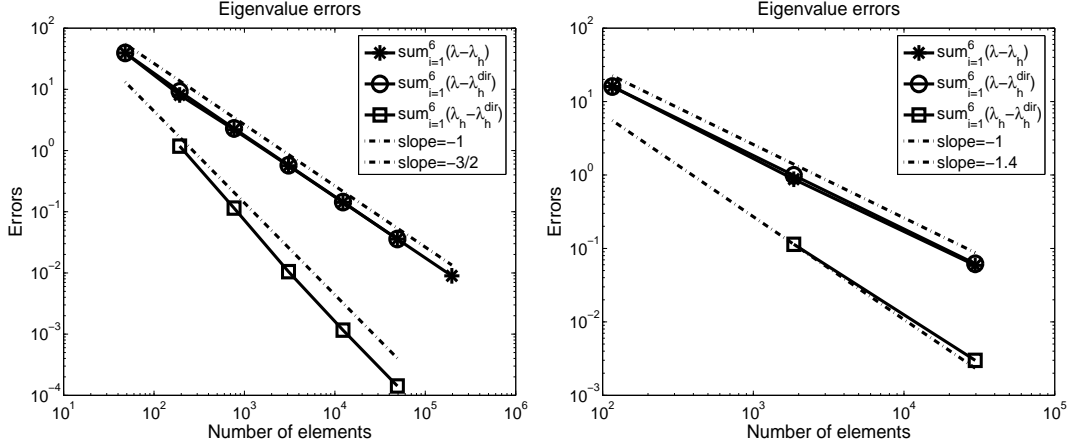 Eigenvalue errors
10^2
10^1
10^0
10^-1
10^-2
10^-3
10^-4
Errors
sum_{i=1}^6(λ−λ_h)
sum_{i=1}^6(λ−λ_h^dir)
sum_{i=1}^6(λ_h−λ_h^dir)
slope=−1
slope=−3/2
10^1 10^2 10^3 10^4 10^5 10^6
Number of elements
Eigenvalue errors
10^2
10^1
10^0
10^-1
10^-2
10^-3
Errors
sum_{i=1}^6(λ−λ_h)
sum_{i=1}^6(λ−λ_h^dir)
sum_{i=1}^6(λ_h−λ_h^dir)
slope=−1
slope=−1.4
10^2 10^3 10^4 10^5
Number of elements